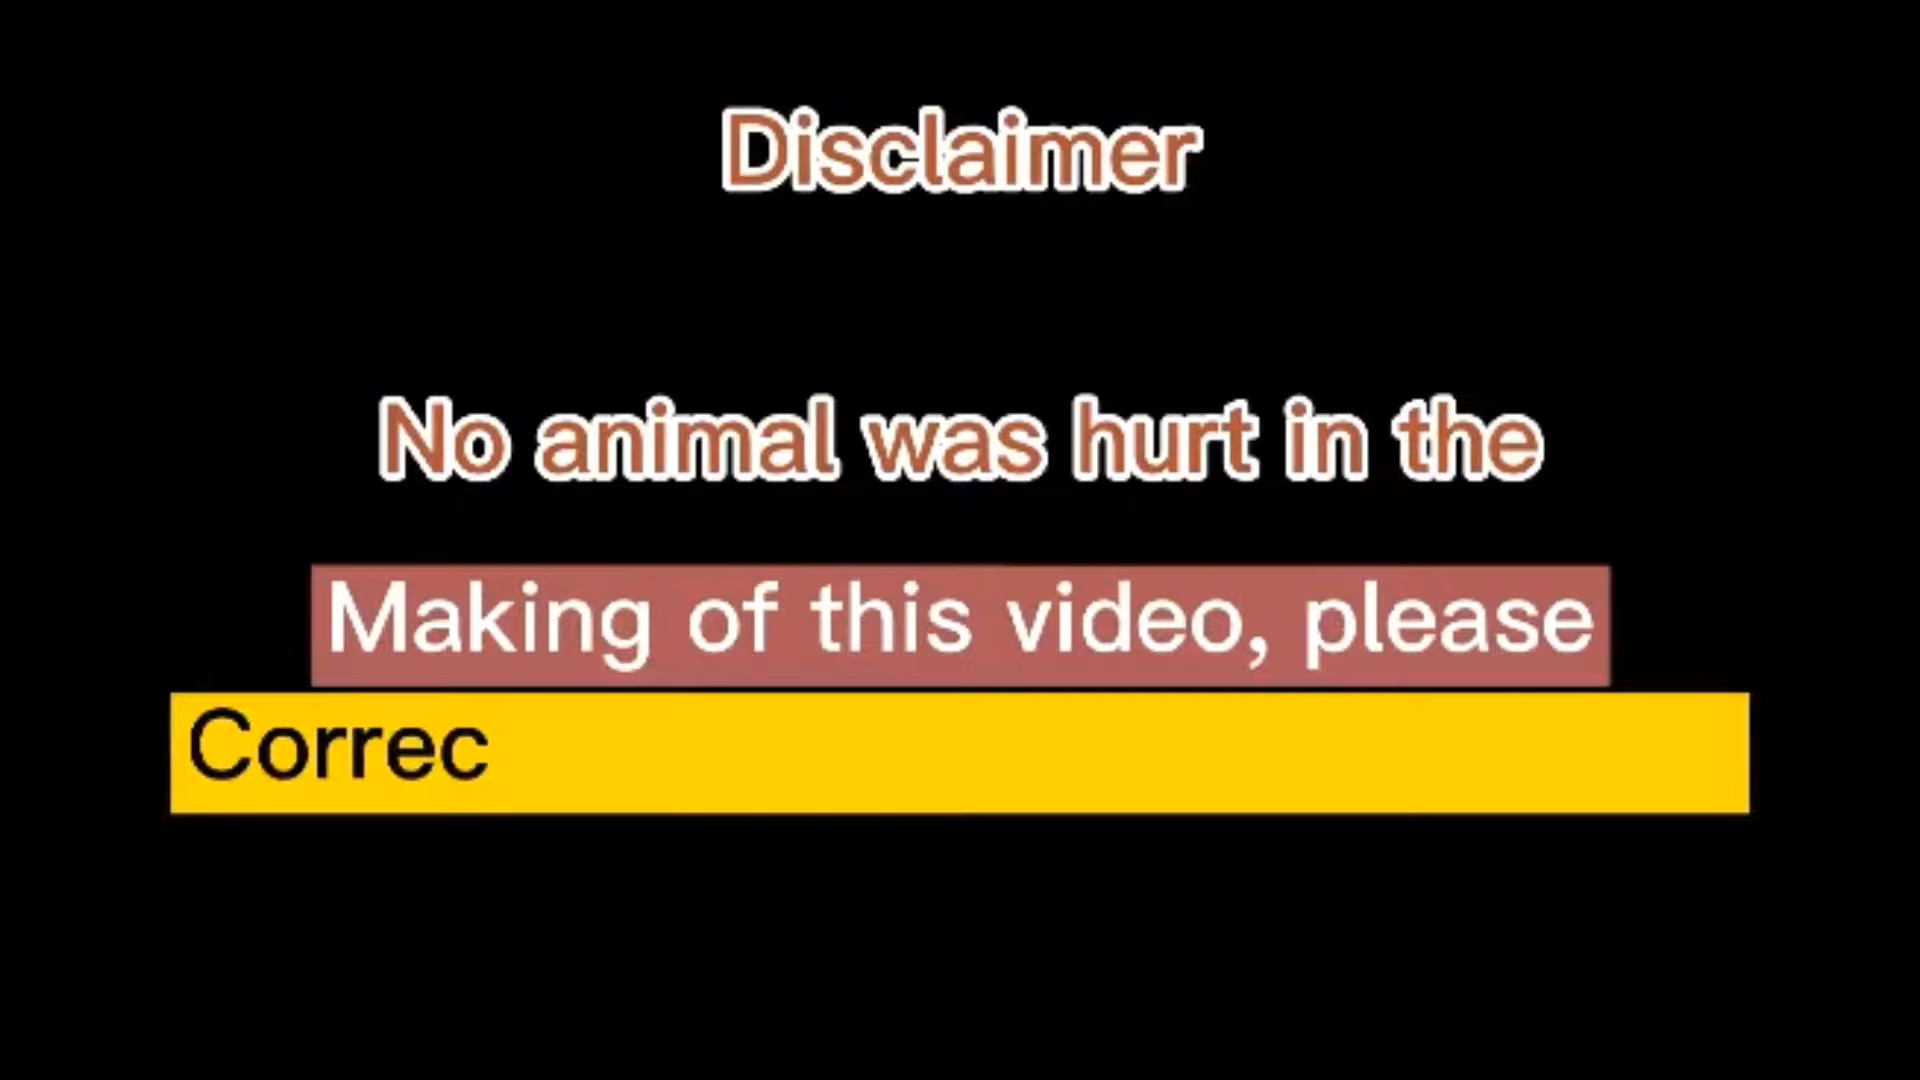 Disclaimer
No animal was hurt in the
Making of this video, please
Correc